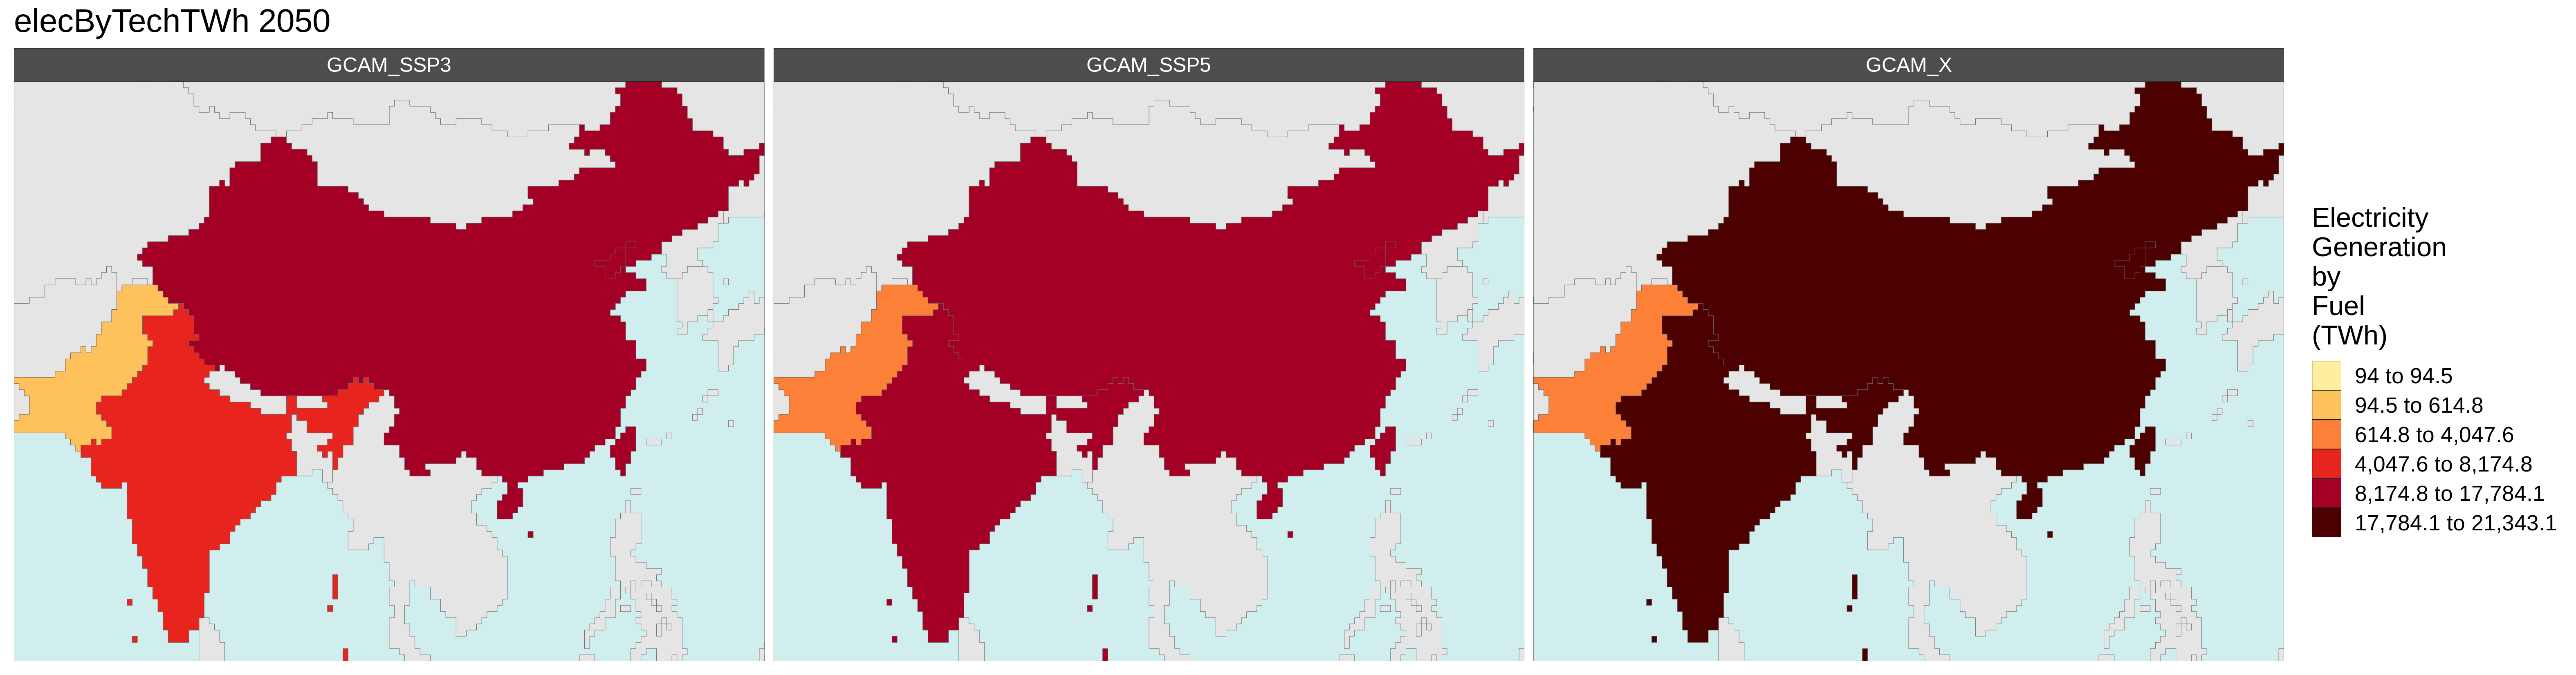 elecByTechTWh 2050
GCAM_SSP3
GCAM_SSP5
GCAM_X
Electricity
Generation
by
Fuel
(TWh)
94 to 94.5
94.5 to 614.8
614.8 to 4,047.6
4,047.6 to 8,174.8
8,174.8 to 17,784.1
17,784.1 to 21,343.1